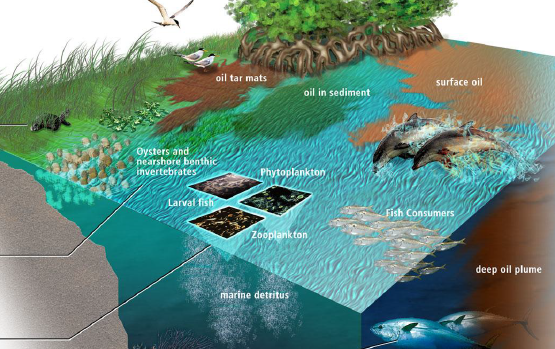 oil tar mats
surface oil
oil in sediment
Oysters and
nearshore benthic
invertebrates
Phytoplankton
Larval fish
Fish Consumers
Zooplankton
deep oil plume
marine detritus